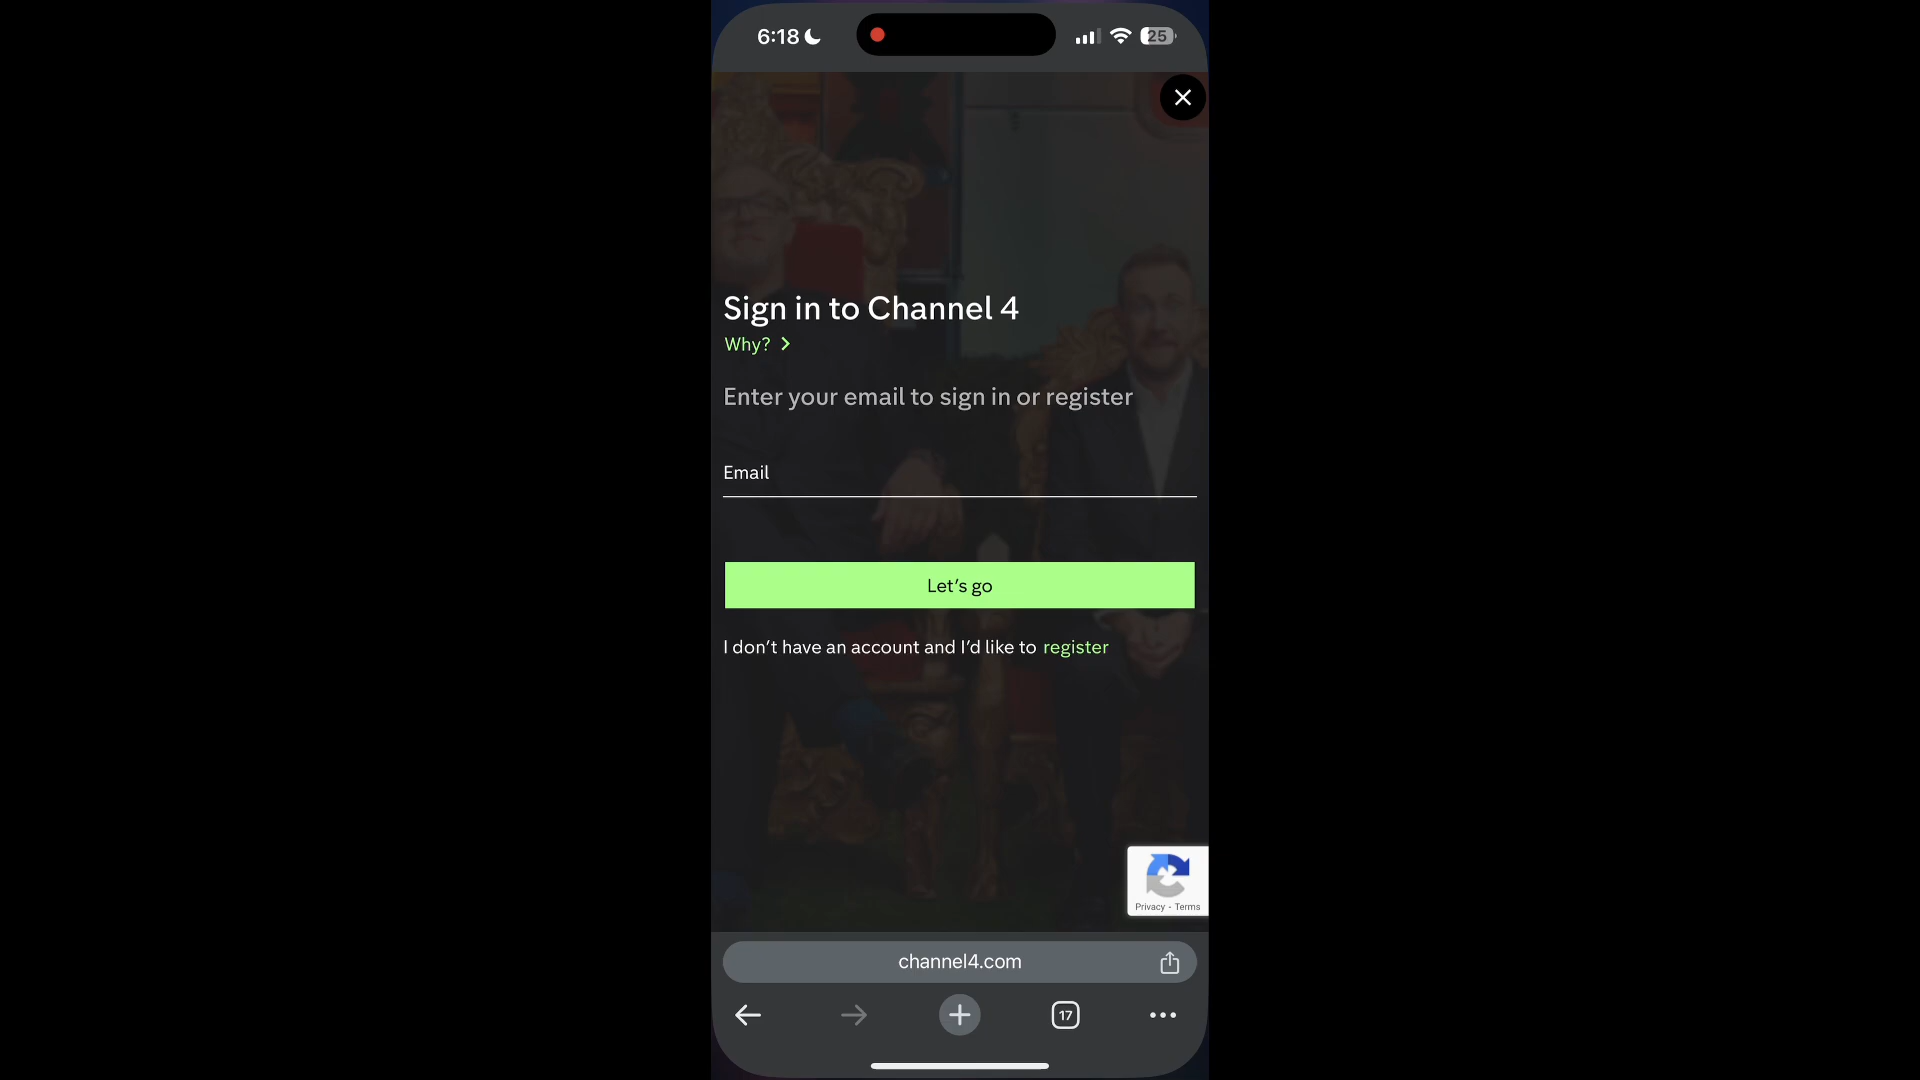 6:18
25
Sign in to Channel 4
Why?
Enter your email to sign in or register
Email
Let's go
I don't have an account and I'd like to register
Privacy - Terms
channel4.com
17